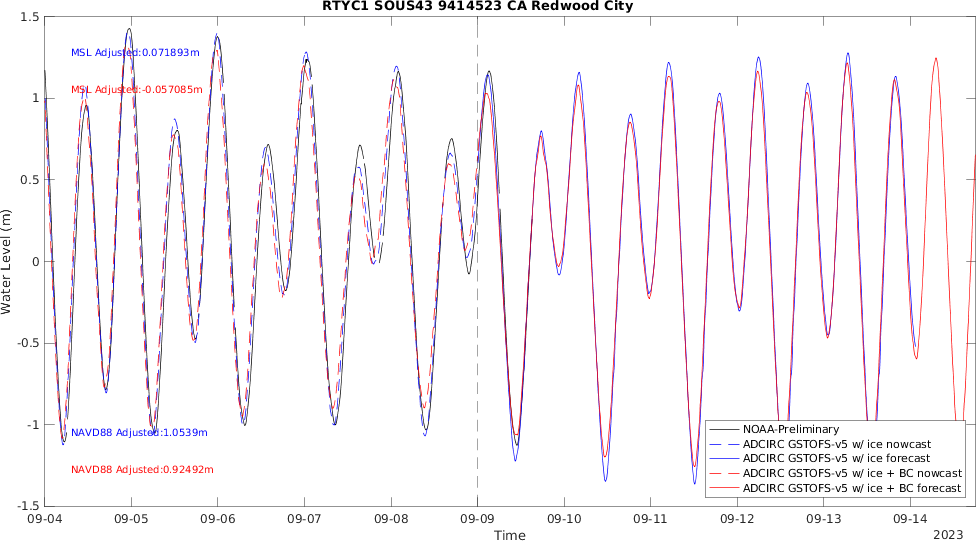 RTYC1 SOUS43 9414523 CA Redwood City
1.5
1
0.5
0
-0.5
-1
-1.5
Water Level (m)
MSL Adjusted:0.071893m
MSL Adjusted:-0.057085m
NAVD88 Adjusted:1.0539m
NAVD88 Adjusted:0.92492m
NOAA-Preliminary
ADCIRC GSTOFS-v5 w/ ice nowcast
ADCIRC GSTOFS-v5 w/ ice forecast
ADCIRC GSTOFS-v5 w/ ice + BC nowcast
ADCIRC GSTOFS-v5 w/ ice + BC forecast
09-04 09-05 09-06 09-07 09-08 09-09 09-10 09-11 09-12 09-13 09-14
Time
2023